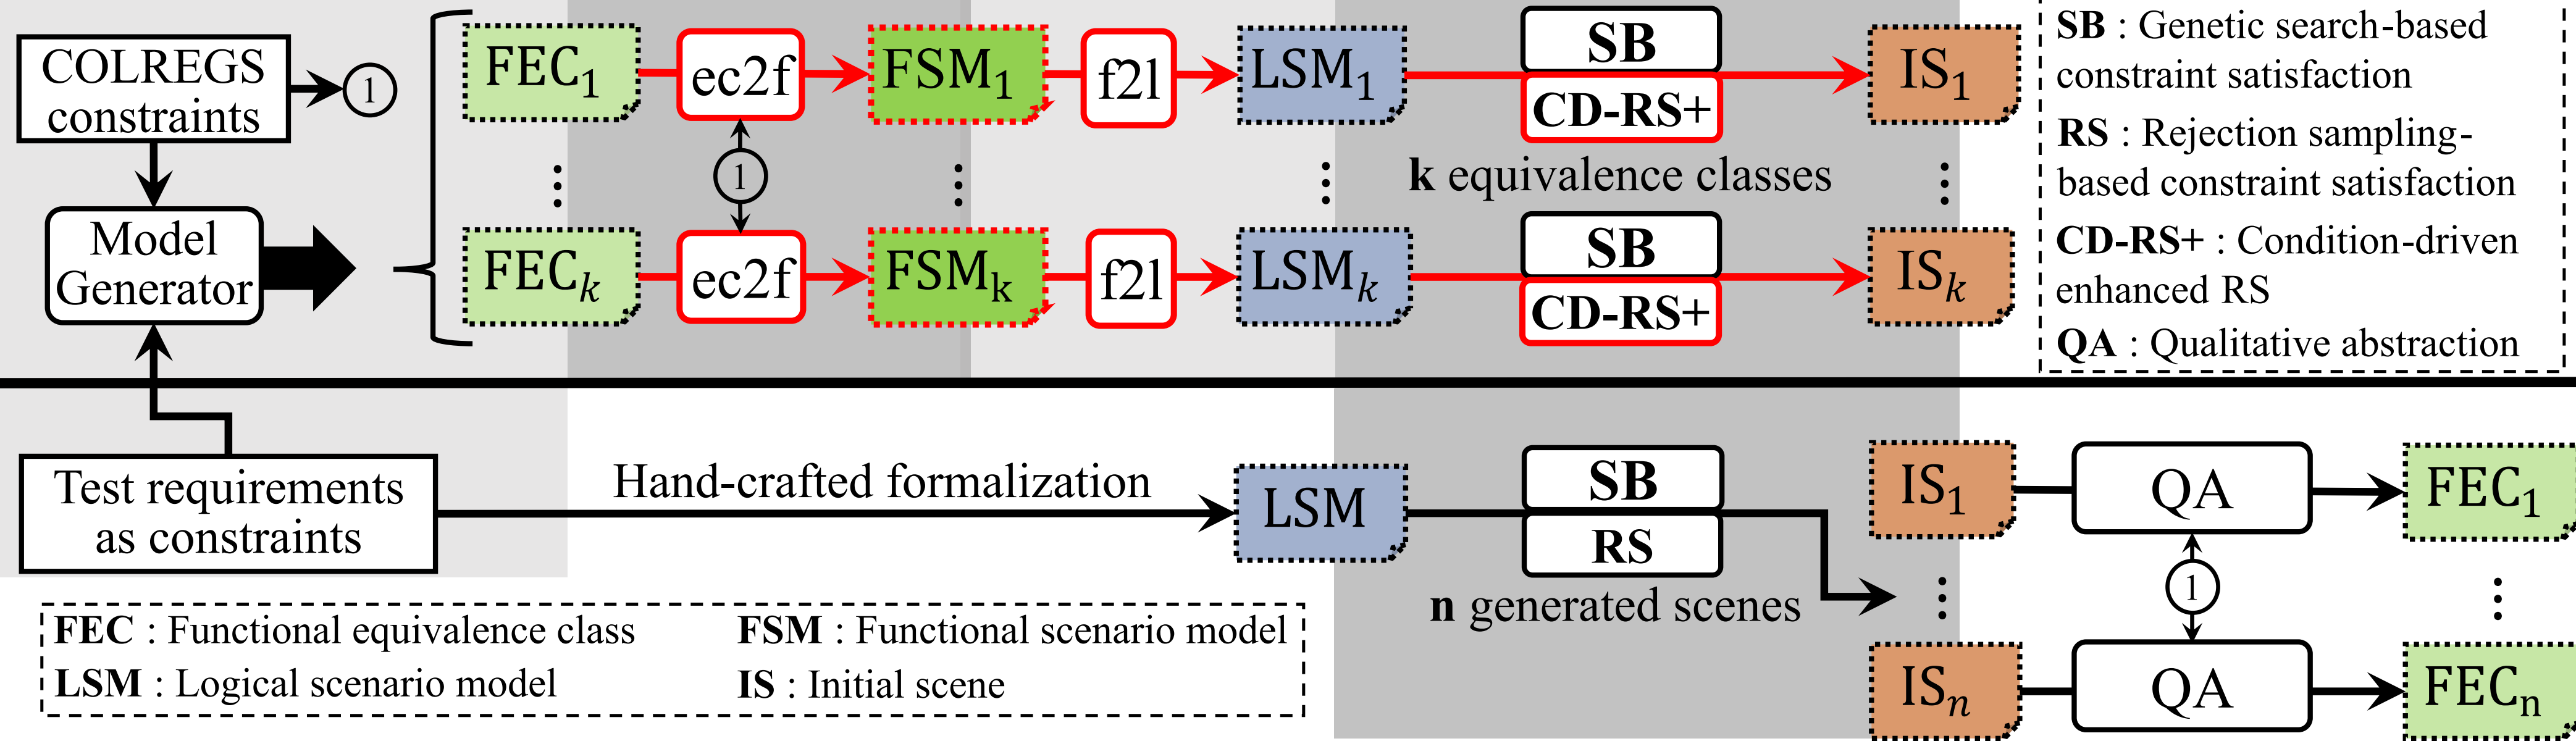 COLREGS
constraints
1
Model
Generator
FEC₁
ec2f
FSM₁
f2l
LSM₁
SB
CD-RS+
IS₁
1
k equivalence classes
FECₖ
ec2f
FSMₖ
f2l
LSMₖ
SB
CD-RS+
ISₖ
SB : Genetic search-based
constraint satisfaction
RS : Rejection sampling-
based constraint satisfaction
CD-RS+ : Condition-driven
enhanced RS
QA : Qualitative abstraction
Test requirements
as constraints
Hand-crafted formalization
LSM
SB
RS
n generated scenes
IS₁
QA
FEC₁
1
ISₙ
QA
FECₙ
FEC : Functional equivalence class
FSM : Functional scenario model
LSM : Logical scenario model
IS : Initial scene